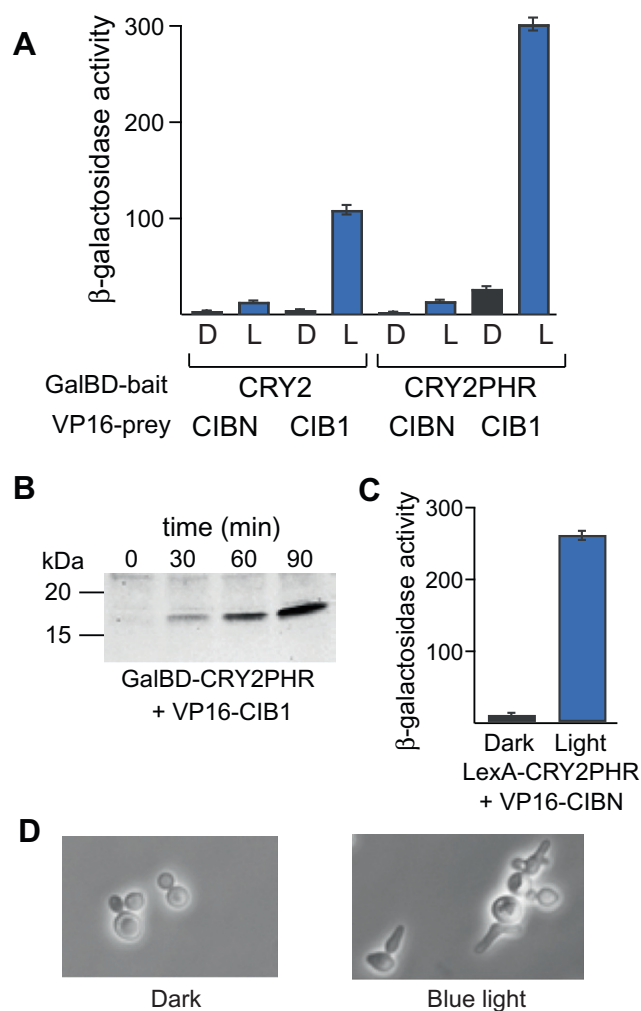 A
β-galactosidase activity
300
200
100
D L D L D L D L
GalBD-bait CRY2 CRY2PHR
VP16-prey CIBN CIB1 CIBN CIB1
B
time (min)
kDa 0 30 60 90
20
15
GalBD-CRY2PHR
+ VP16-CIB1
C
β-galactosidase activity
300
200
100
Dark Light
LexA-CRY2PHR
+ VP16-CIBN
D
Dark Blue light